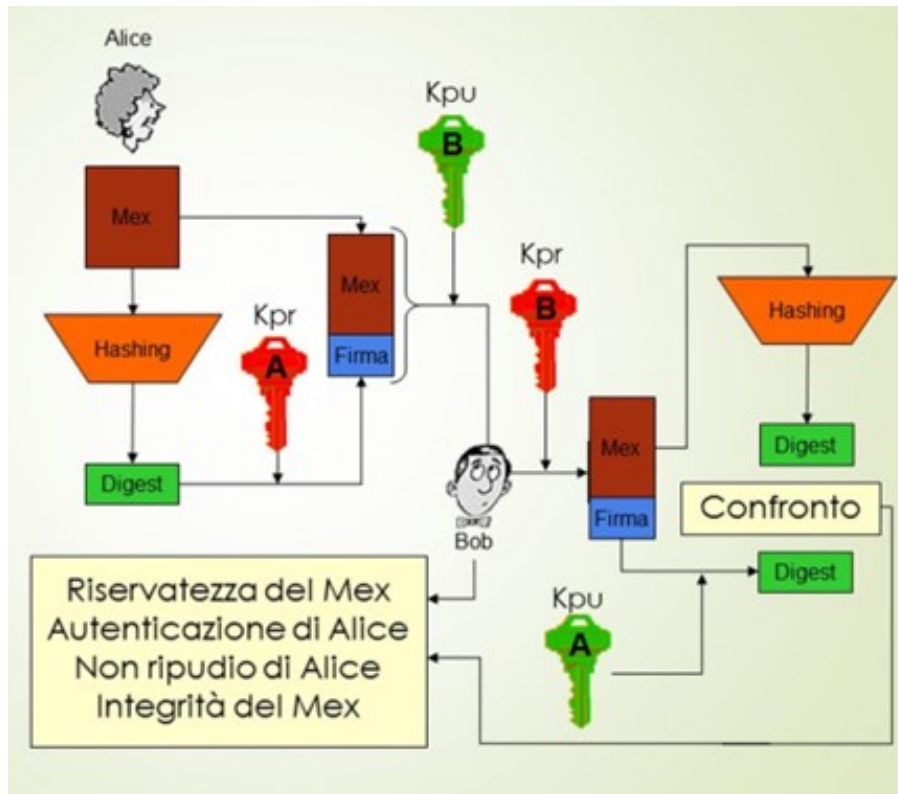 Alice
Kpu
B
Mex
Mex
Kpr
B
Hashing
Kpr
A
Hashing
Firma
Mex
Digest
Digest
Firma
Confronto
Bob
Digest
Riservatezza del Mex
Autenticazione di Alice
Non ripudio di Alice
Integrità del Mex
Kpu
A